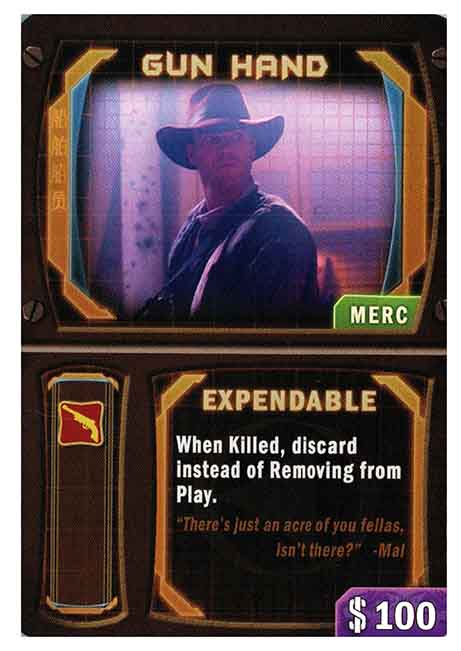 GUN HAND
MERC
EXPENDABLE
When Killed, discard
instead of Removing from
Play.
“There's just an acre of you fellas,
isn't there?” -Mal
$ 100